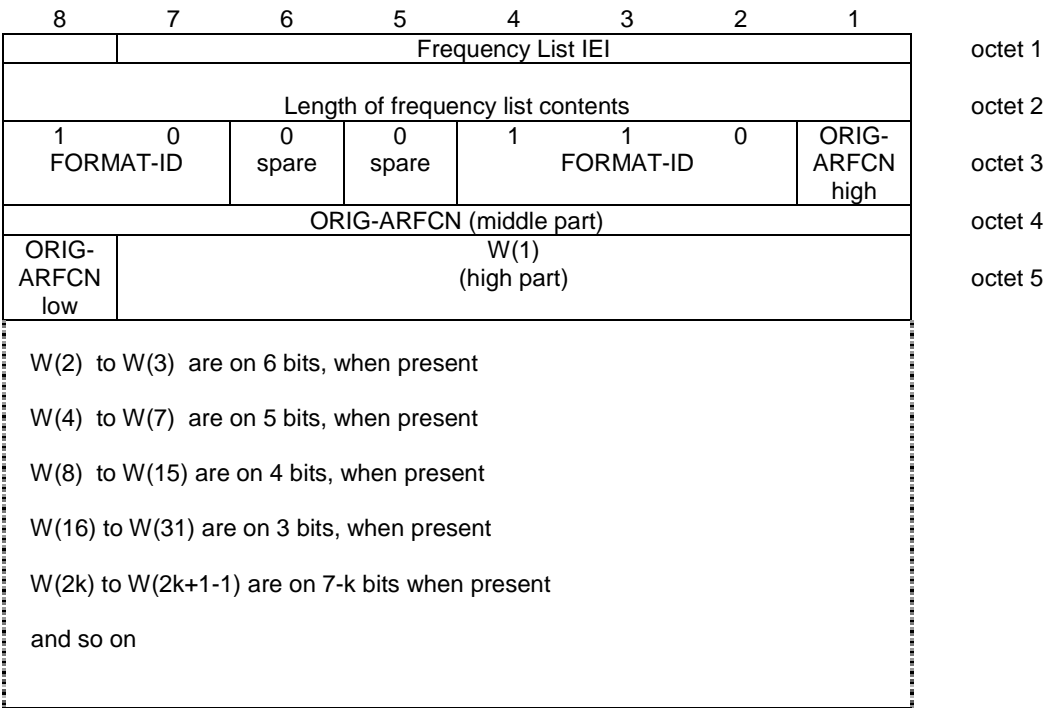 8 7 6 5 4 3 2 1
Frequency List IEI octet 1
Length of frequency list contents octet 2
1 0 0 0 1 1 0 ORIG-
FORMAT-ID spare spare FORMAT-ID ARFCN octet 3
high
ORIG-ARFCN (middle part) octet 4
ORIG- W(1)
ARFCN (high part) octet 5
low
W(2) to W(3) are on 6 bits, when present
W(4) to W(7) are on 5 bits, when present
W(8) to W(15) are on 4 bits, when present
W(16) to W(31) are on 3 bits, when present
W(2k) to W(2k+1-1) are on 7-k bits when present
and so on